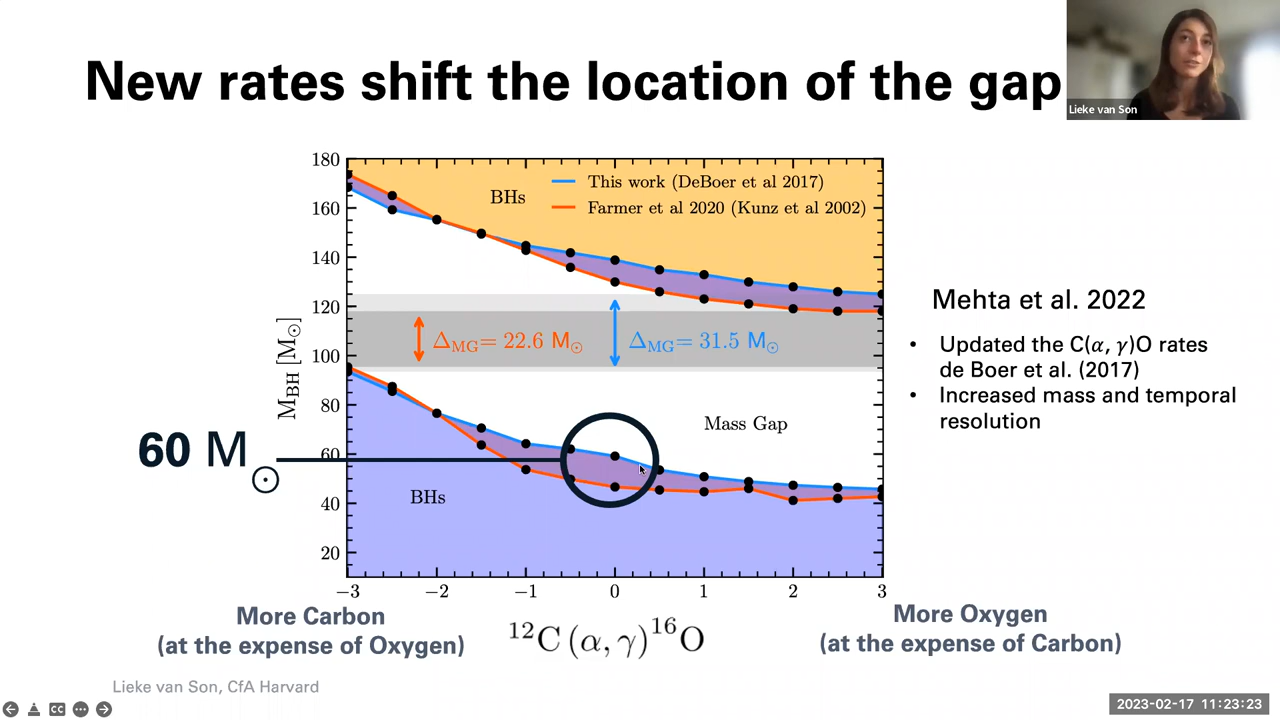 New rates shift the location of the gap
Lieke van Son
180
160
140
120
100
80
60
40
20
M_BH [M☉]
BHs
This work (DeBoer et al 2017)
Farmer et al 2020 (Kunz et al 2002)
Δ_MG= 22.6 M☉
Δ_MG= 31.5 M☉
Mass Gap
BHs
60 M☉
−3 −2 −1 0 1 2 3
¹²C (α, γ)¹⁶O
More Carbon
(at the expense of Oxygen)
More Oxygen
(at the expense of Carbon)
Mehta et al. 2022
• Updated the C(α, γ)O rates
de Boer et al. (2017)
• Increased mass and temporal
resolution
Lieke van Son, CfA Harvard
CC
2023-02-17 11:23:23